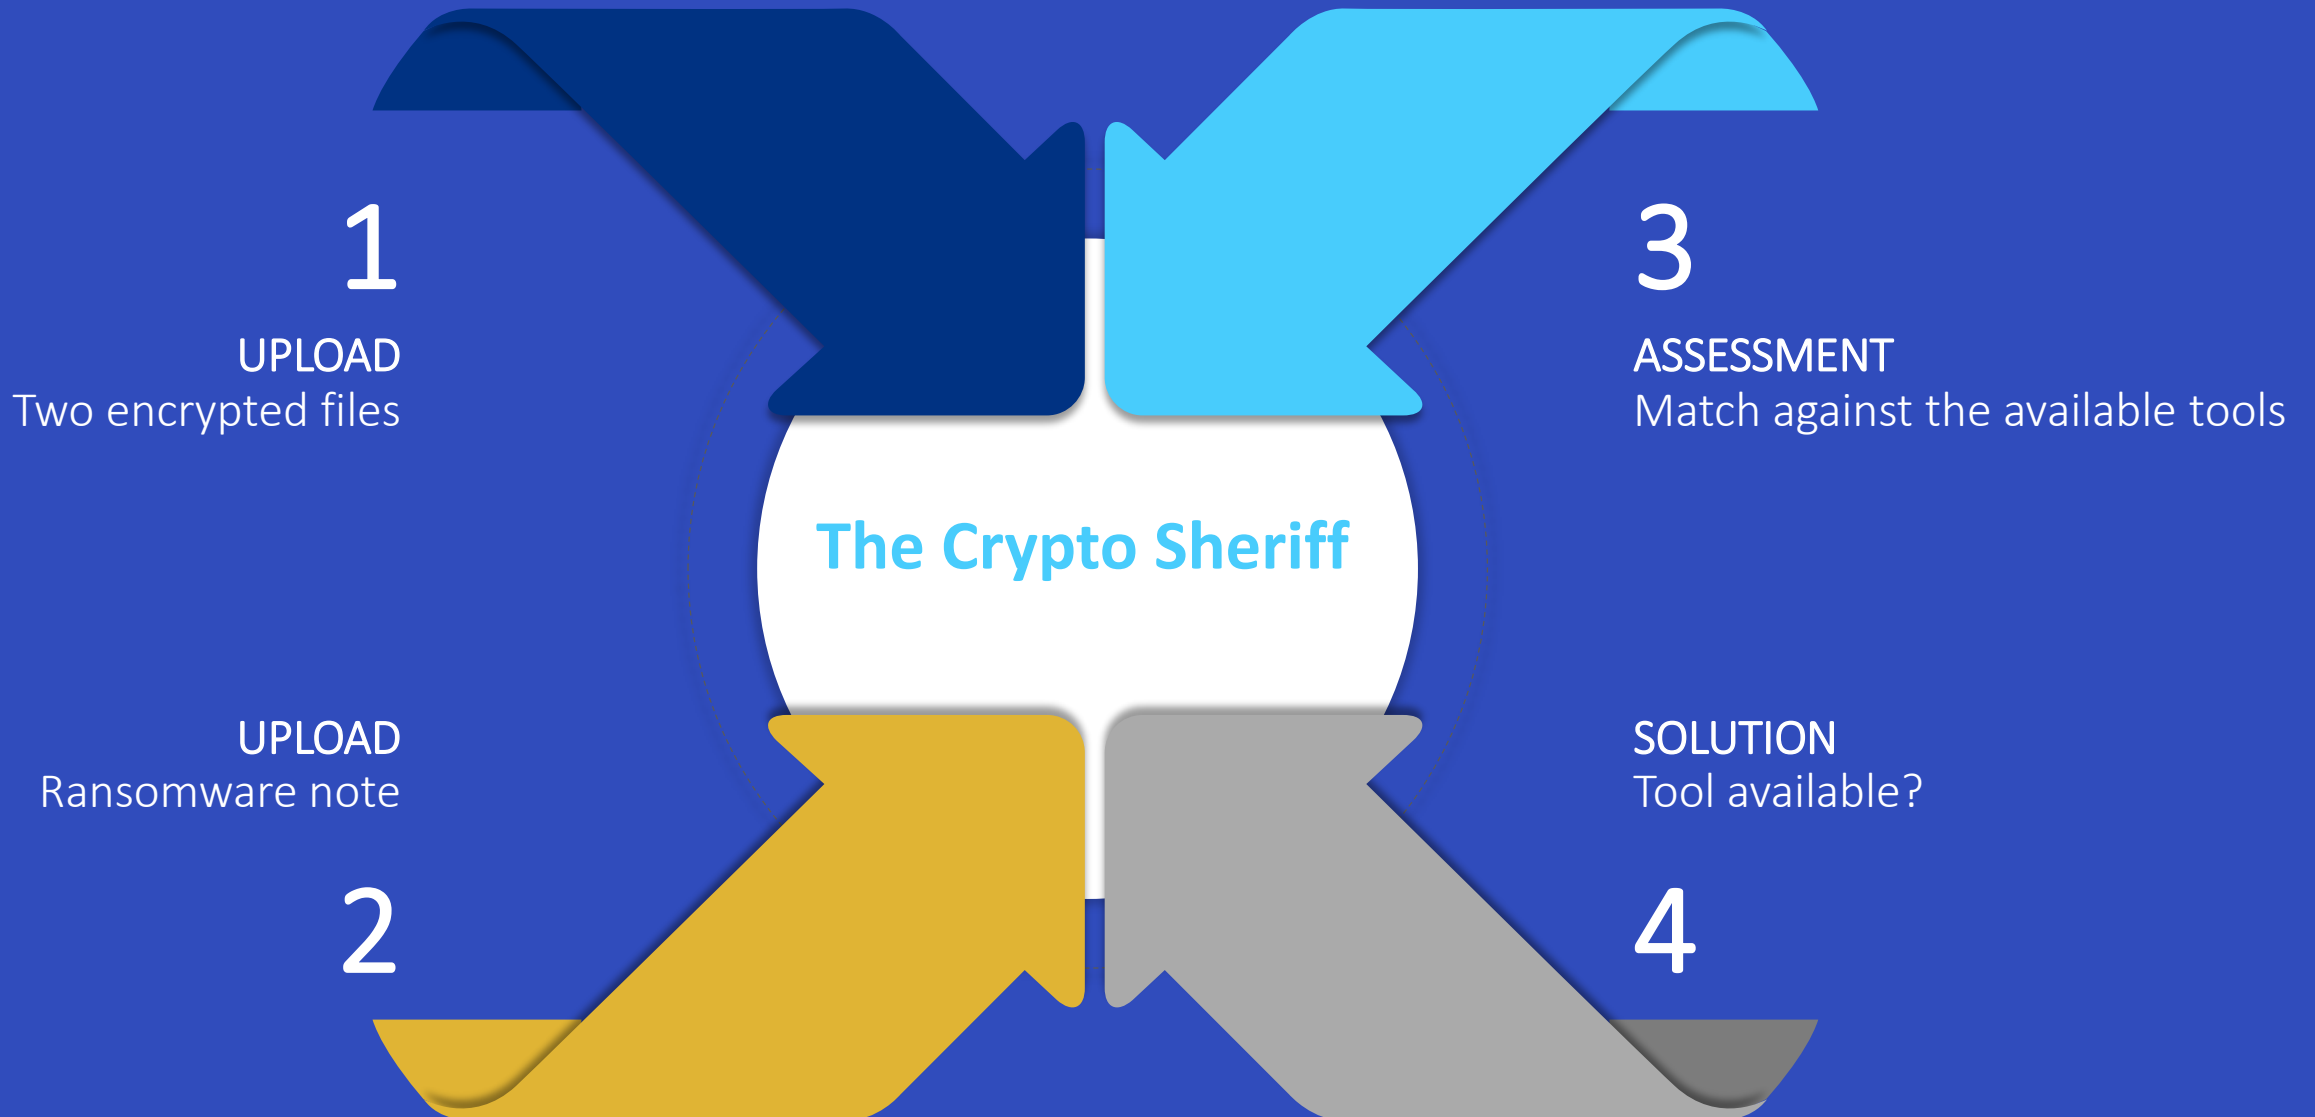 1
UPLOAD
Two encrypted files
UPLOAD
Ransomware note
2
The Crypto Sheriff
3
ASSESSMENT
Match against the available tools
SOLUTION
Tool available?
4